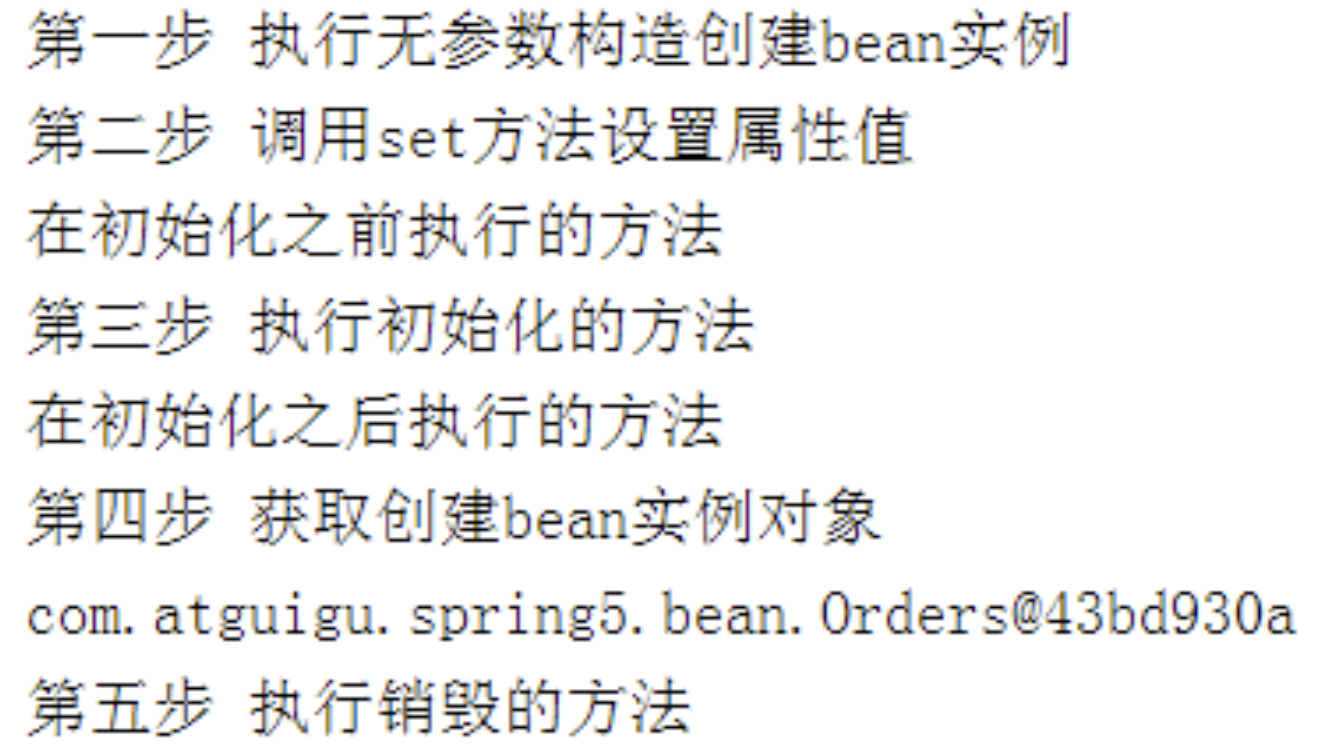 第一步 执行无参数构造创建bean实例
第二步 调用set方法设置属性值
在初始化之前执行的方法
第三步 执行初始化的方法
在初始化之后执行的方法
第四步 获取创建bean实例对象
com.atguigu.spring5.bean.Orders@43bd930a
第五步 执行销毁的方法